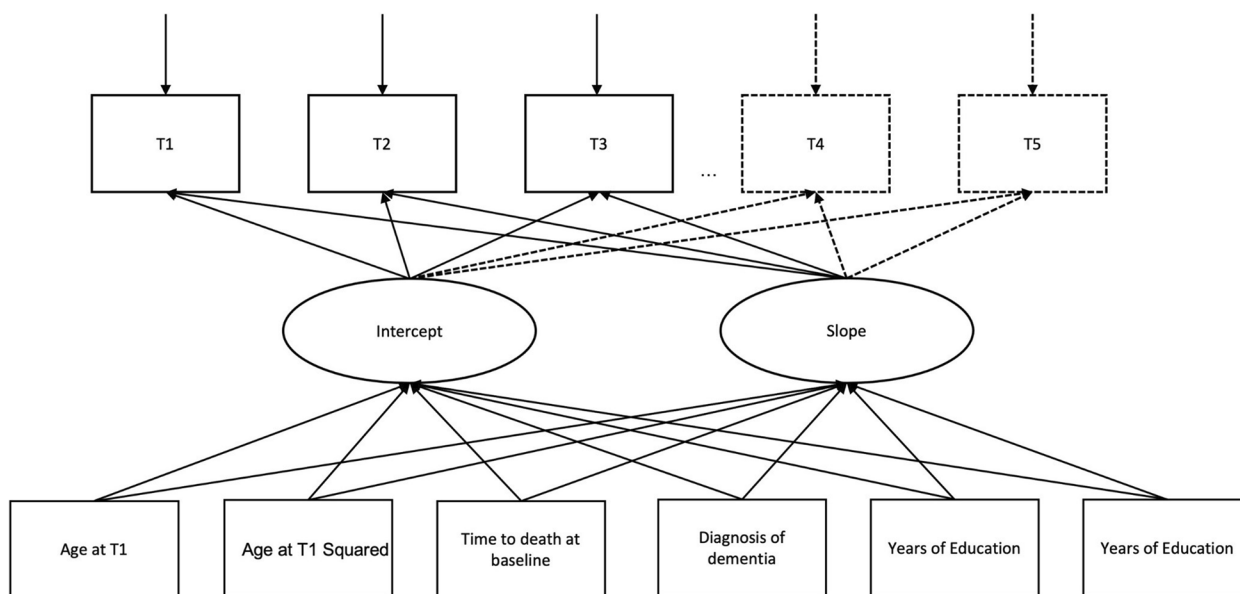 T1
T2
T3
...
T4
T5
Intercept
Slope
Age at T1
Age at T1 Squared
Time to death at
baseline
Diagnosis of
dementia
Years of Education
Years of Education